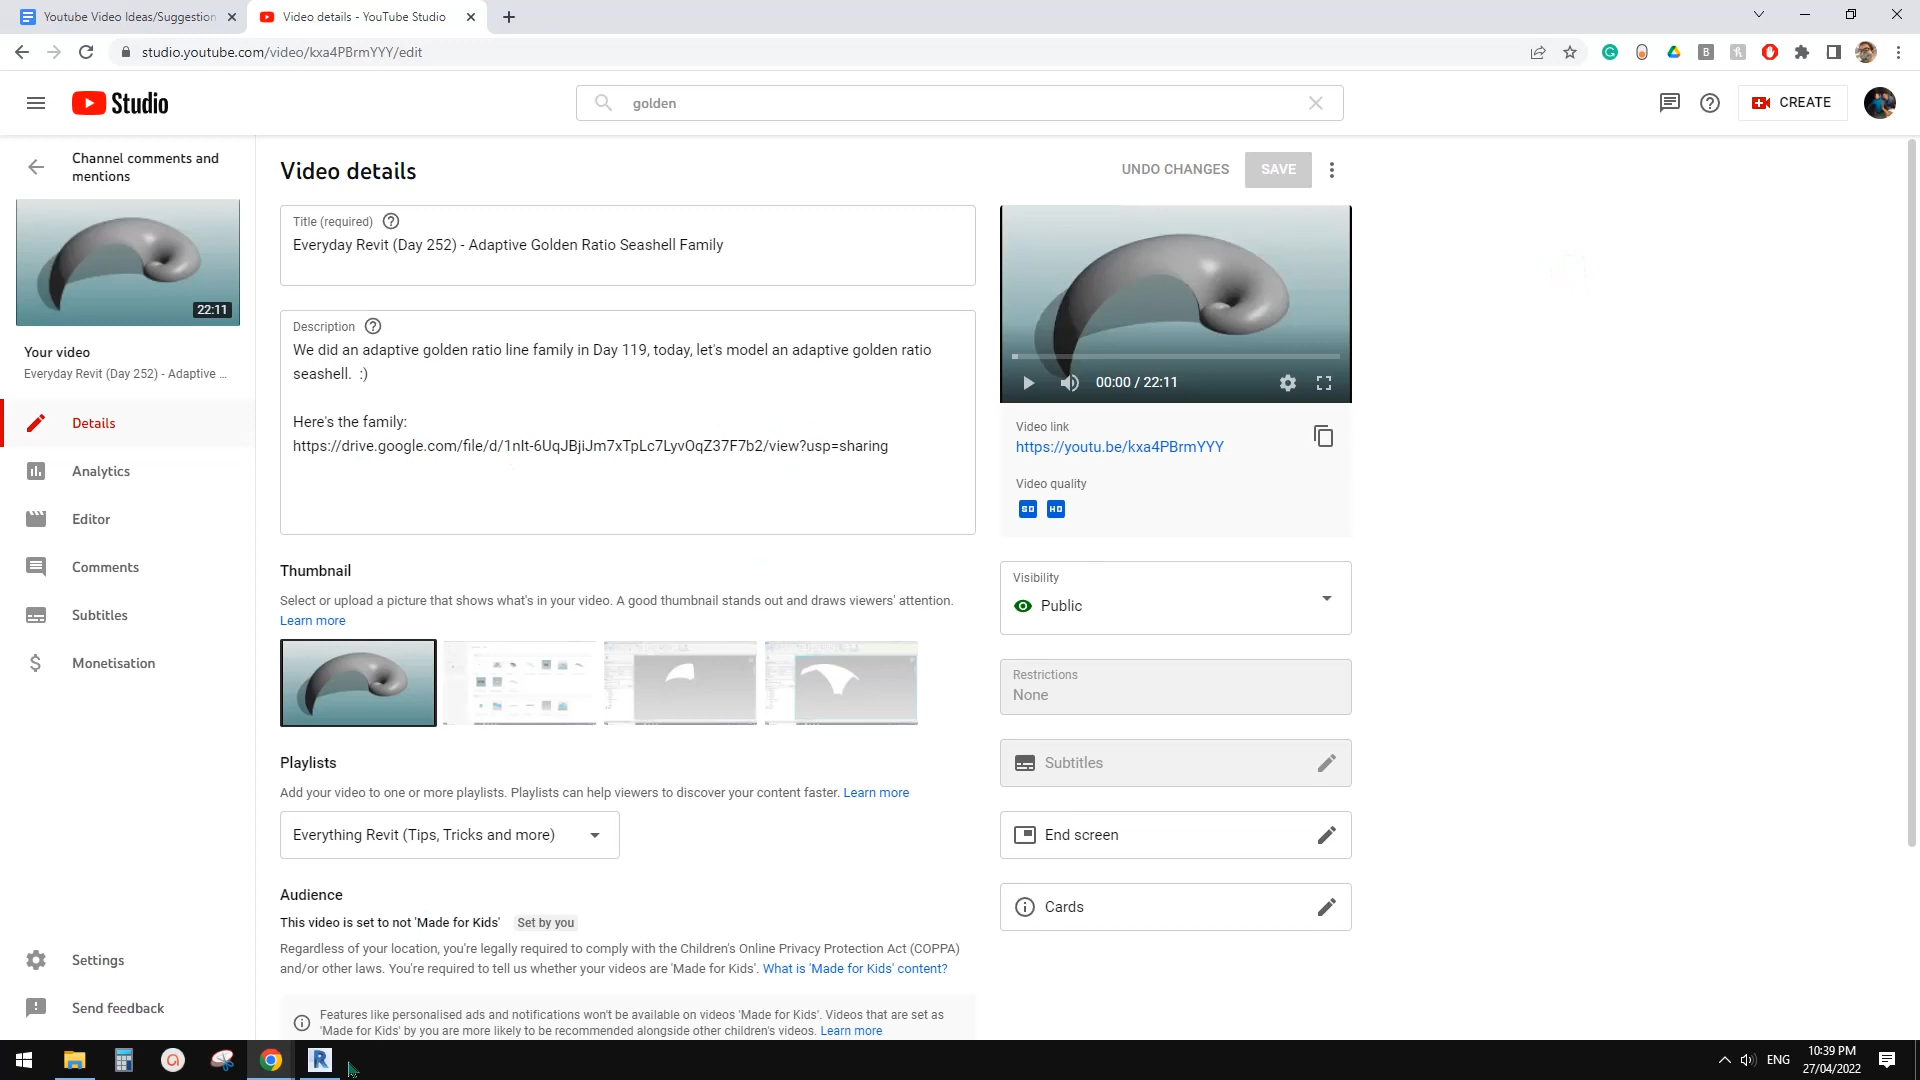 Youtube Video Ideas/Suggestion
Video details - YouTube Studio
studio.youtube.com/video/kxa4PBrmYYY/edit
Studio
golden
CREATE
Channel comments and
mentions
22:11
Your video
Everyday Revit (Day 252) - Adaptive ...
Details
Analytics
Editor
Comments
Subtitles
Monetisation
Settings
Send feedback
Video details
UNDO CHANGES
SAVE
Title (required)
Everyday Revit (Day 252) - Adaptive Golden Ratio Seashell Family
Description
We did an adaptive golden ratio line family in Day 119, today, let's model an adaptive golden ratio
seashell. :)
Here's the family:
https://drive.google.com/file/d/1nIt-6UqJBjiJm7xTpLc7LyvOqZ37F7b2/view?usp=sharing
Thumbnail
Select or upload a picture that shows what's in your video. A good thumbnail stands out and draws viewers' attention.
Learn more
Playlists
Add your video to one or more playlists. Playlists can help viewers to discover your content faster. Learn more
Everything Revit (Tips, Tricks and more)
Audience
This video is set to not 'Made for Kids' Set by you
Regardless of your location, you're legally required to comply with the Children's Online Privacy Protection Act (COPPA)
and/or other laws. You're required to tell us whether your videos are 'Made for Kids'. What is 'Made for Kids' content?
Features like personalised ads and notifications won't be available on videos 'Made for Kids'. Videos that are set as
'Made for Kids' by you are more likely to be recommended alongside other children's videos. Learn more
00:00 / 22:11
Video link
https://youtu.be/kxa4PBrmYYY
Video quality
SD HD
Visibility
Public
Restrictions
None
Subtitles
End screen
Cards
ENG
10:39 PM
27/04/2022